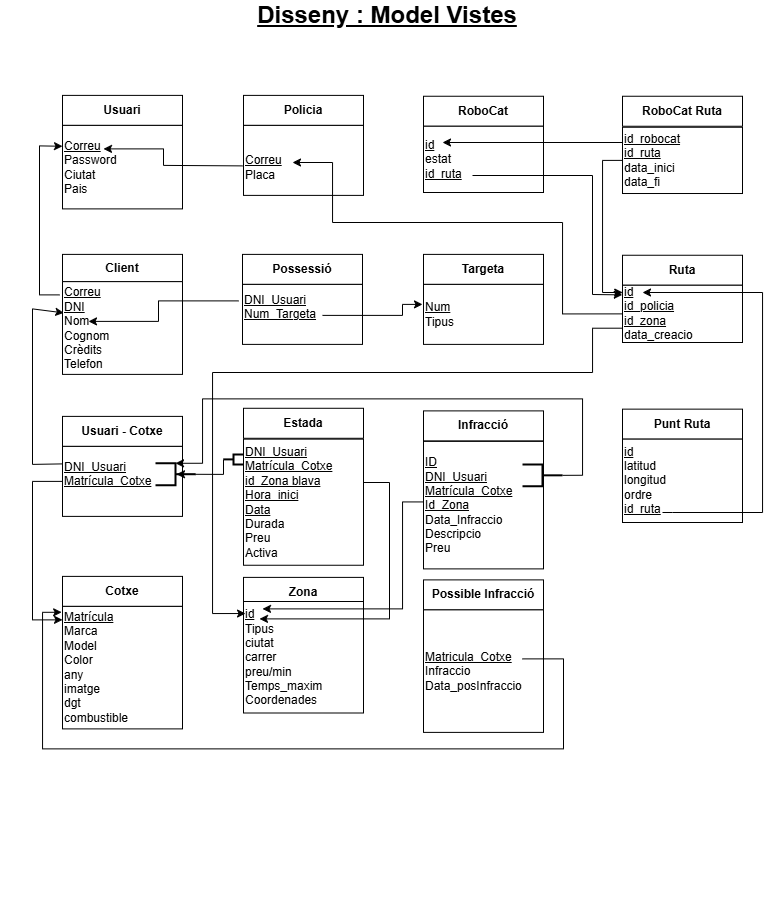 Disseny : Model Vistes
Usuari
Correu
Password
Ciutat
Pais
Policia
Correu
Placa
RoboCat
id
estat
id_ruta
RoboCat Ruta
id_robocat
id_ruta
data_inici
data_fi
Client
Correu
DNI
Nom
Cognom
Crèdits
Telefon
Possessió
DNI_Usuari
Num_Targeta
Targeta
Num
Tipus
Ruta
id
id_policia
id_zona
data_creacio
Usuari - Cotxe
DNI_Usuari
Matrícula_Cotxe
Estada
DNI_Usuari
Matrícula_Cotxe
id_Zona blava
Hora_inici
Data
Durada
Preu
Activa
Infracció
ID
DNI_Usuari
Matrícula_Cotxe
Id_Zona
Data_Infraccio
Descripcio
Preu
Punt Ruta
id
latitud
longitud
ordre
id_ruta
Cotxe
Matrícula
Marca
Model
Color
any
imatge
dgt
combustible
Zona
id
Tipus
ciutat
carrer
preu/min
Temps_maxim
Coordenades
Possible Infracció
Matricula_Cotxe
Infraccio
Data_posInfraccio